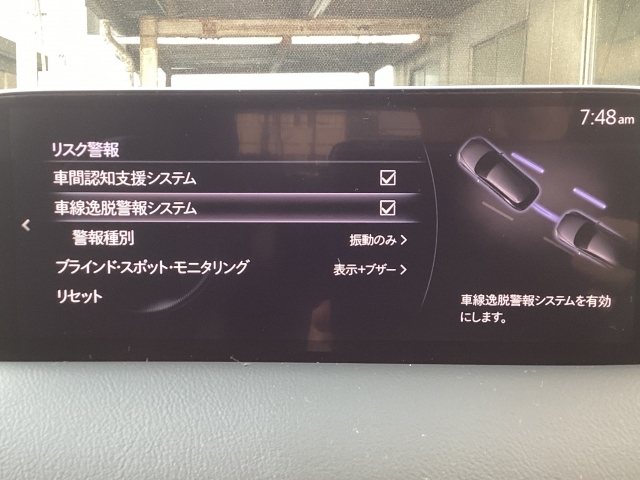 7:48am
リスク警報
車間認知支援システム
車線逸脱警報システム
警報種別 振動のみ
ブラインド・スポット・モニタリング 表示+ブザー
リセット
車線逸脱警報システムを有効
にします。